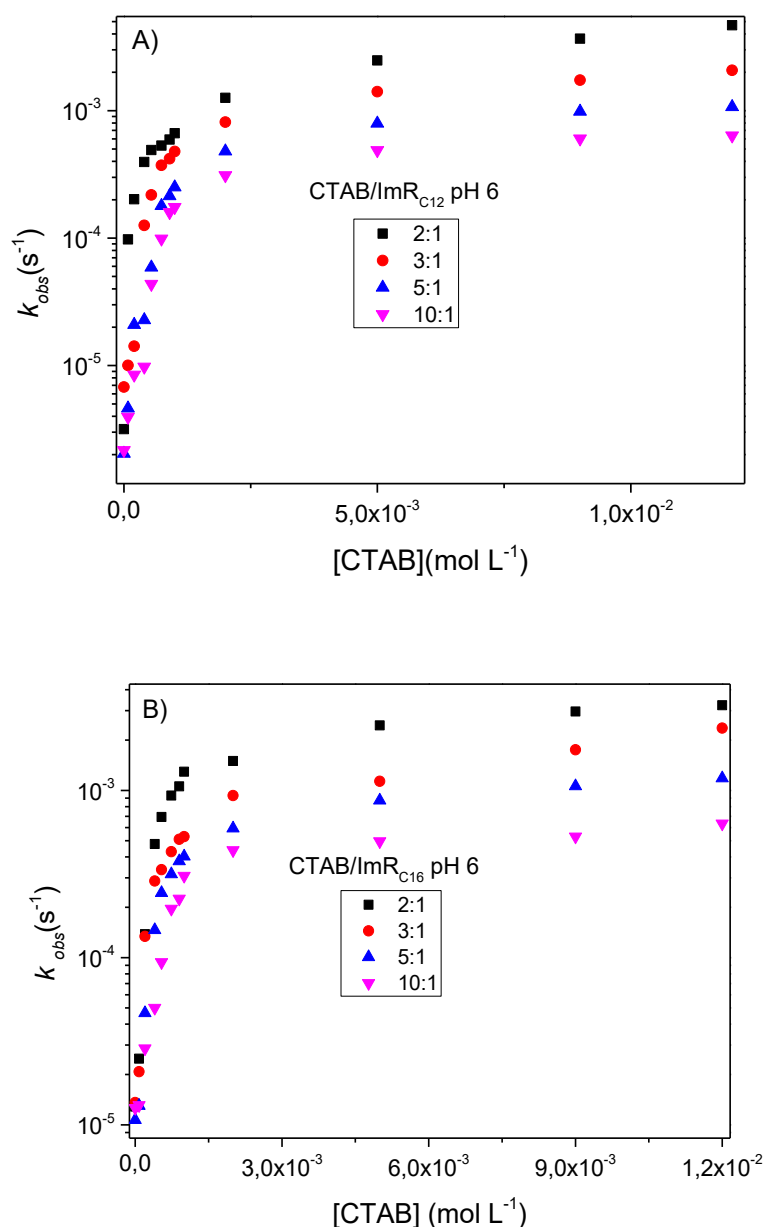 A)
10⁻³
10⁻⁴
10⁻⁵
k_obs(s⁻¹)
CTAB/ImR_C12 pH 6
2:1
3:1
5:1
10:1
0,0
5,0x10⁻³
1,0x10⁻²
[CTAB](mol L⁻¹)
B)
10⁻³
10⁻⁴
10⁻⁵
k_obs(s⁻¹)
CTAB/ImR_C16 pH 6
2:1
3:1
5:1
10:1
0,0
3,0x10⁻³
6,0x10⁻³
9,0x10⁻³
1,2x10⁻²
[CTAB] (mol L⁻¹)